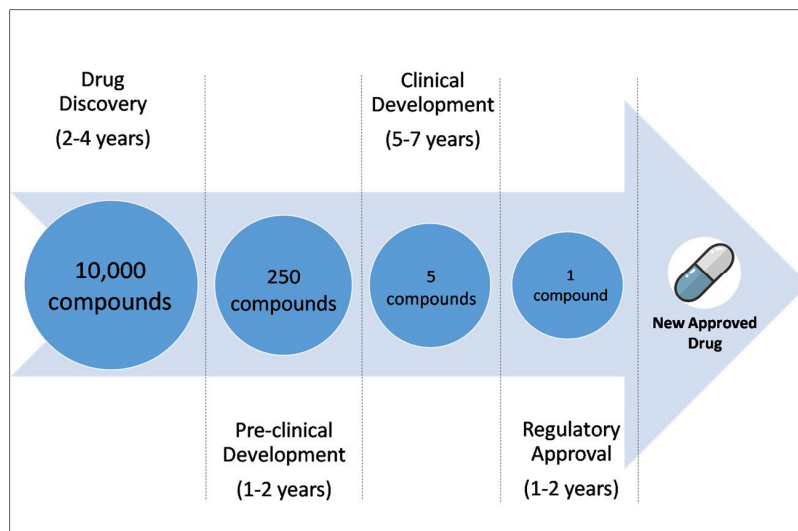 Drug
Discovery
(2-4 years)
Clinical
Development
(5-7 years)
10,000
compounds
250
compounds
5
compounds
1
compound
New Approved
Drug
Pre-clinical
Development
(1-2 years)
Regulatory
Approval
(1-2 years)